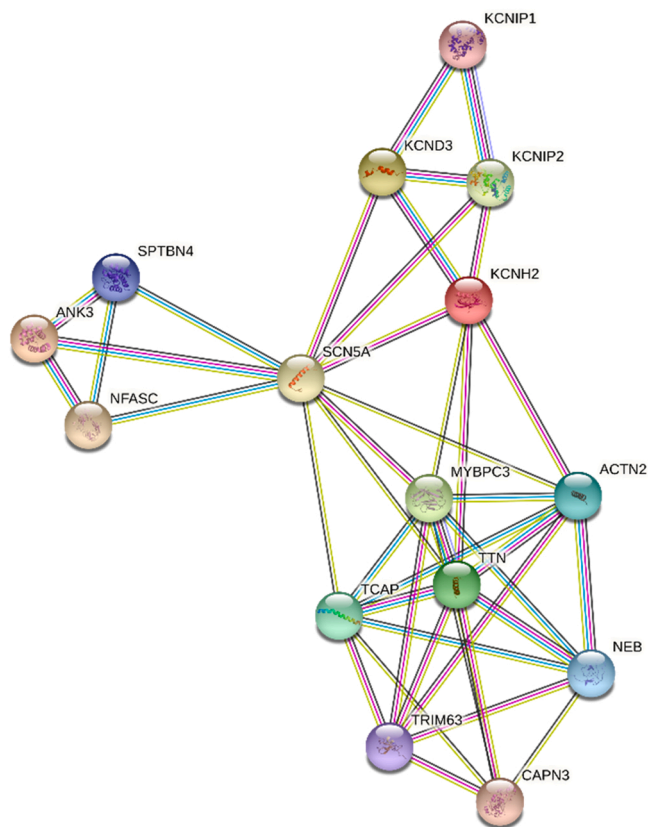 KCNIP1
KCND3
KCNIP2
SPTBN4
KCNH2
ANK3
SCN5A
NFASC
MYBPC3
ACTN2
TTN
TCAP
NEB
TRIM63
CAPN3